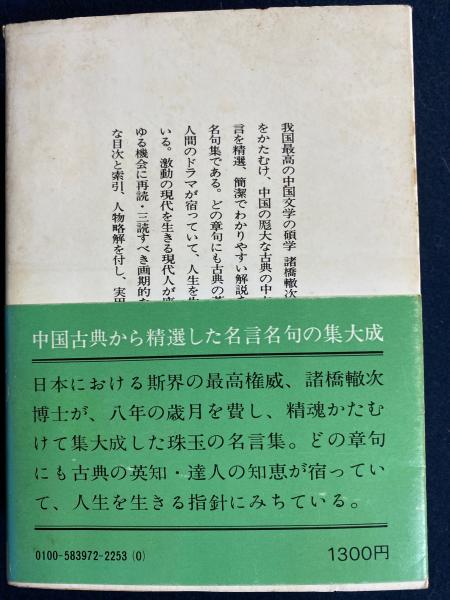 我国最高の中国文学の碩学 諸橋轍次
をかたむけ、中国の厖大な古典の中
言を精選、簡潔でわかりやすい解説を
名句集である。どの章句にも古典の
人間のドラマが宿っていて、人生を
いる。激動の現代を生きる現代人が
ゆる機会に再読・三読すべき画期的な
な目次と索引、人物略解を付し、実用
中国古典から精選した名言名句の集大成
日本における斯界の最高権威、諸橋轍次
博士が、八年の歳月を費し、精魂かたむ
けて集大成した珠玉の名言集。どの章句
にも古典の英知・達人の知恵が宿ってい
て、人生を生きる指針にみちている。
0100-583972-2253 (0)
1300円